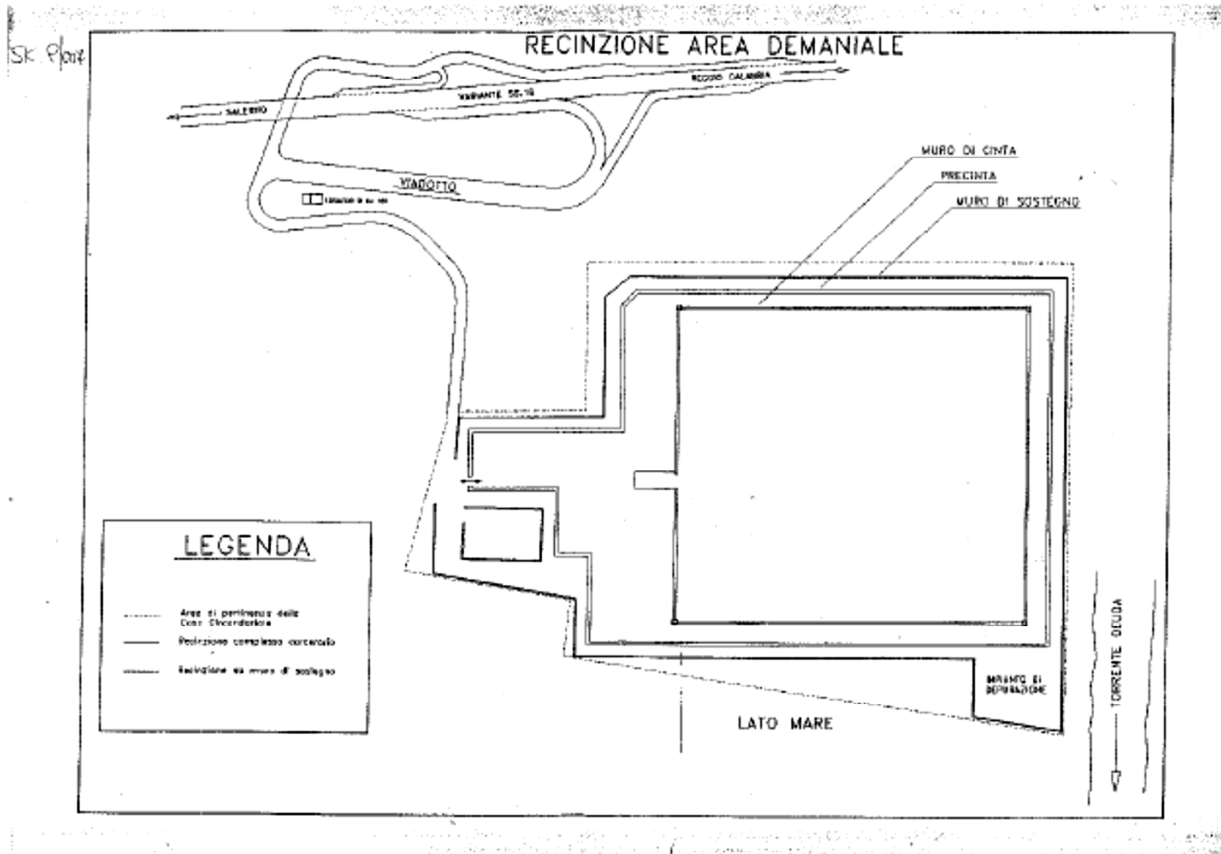 SK. P/007
RECINZIONE AREA DEMANIALE
SALERNO
VARIANTE SS.18
REGGIO CALABRIA
VIADOTTO
MURO DI CINTA
PRECINTA
MURO DI SOSTEGNO
LEGENDA
Area di pertinenza della
Casa Circondariale
Recinzione complesso carcerario
Recinzione su muro di sostegno
IMPIANTO DI
DEPURAZIONE
LATO MARE
TORRENTE DEUDA